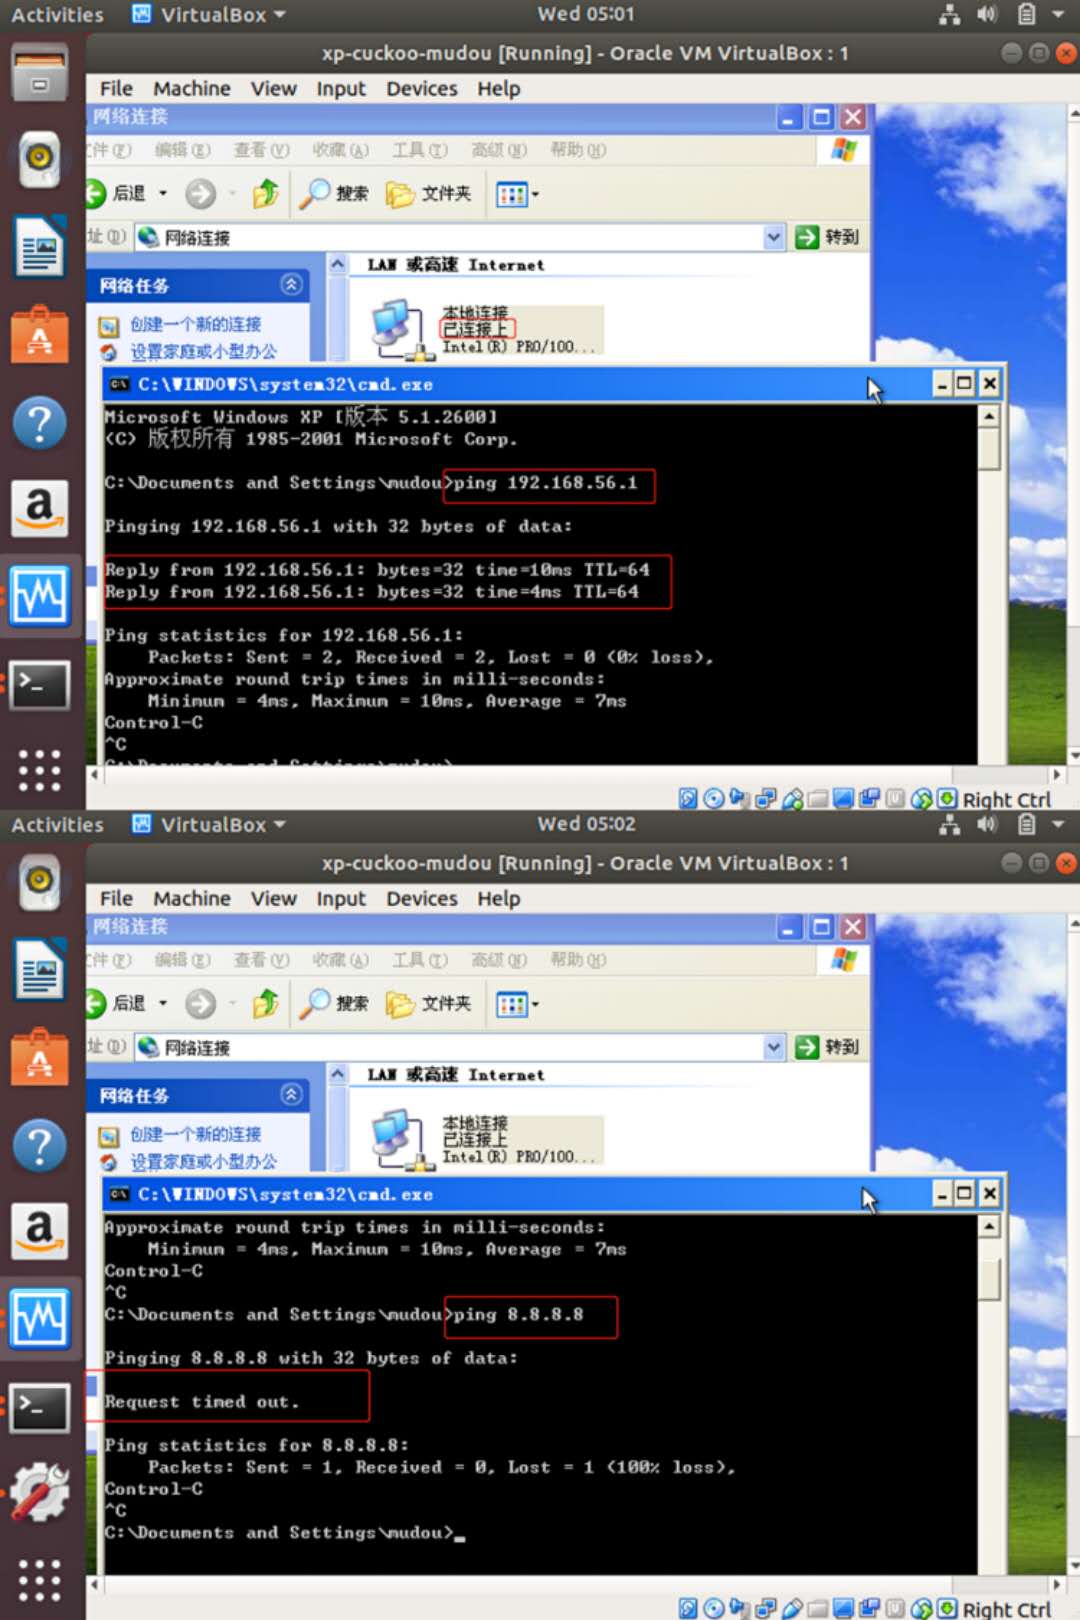 Activities VirtualBox Wed 05:01
xp-cuckoo-mudou [Running] - Oracle VM VirtualBox : 1
File Machine View Input Devices Help
网络连接
件(F) 编辑(E) 查看(V) 收藏(A) 工具(T) 高级(N) 帮助(H)
后退 搜索 文件夹
址(D) 网络连接 转到
LAN 或高速 Internet
网络任务
本地连接
创建一个新的连接
已连接上
设置家庭或小型办公
Intel(R) PRO/100...
C:\WINDOWS\system32\cmd.exe
Microsoft Windows XP [版本 5.1.2600]
(C) 版权所有 1985-2001 Microsoft Corp.
C:\Documents and Settings\mudou>ping 192.168.56.1
Pinging 192.168.56.1 with 32 bytes of data:
Reply from 192.168.56.1: bytes=32 time=10ms TTL=64
Reply from 192.168.56.1: bytes=32 time=4ms TTL=64
Ping statistics for 192.168.56.1:
Packets: Sent = 2, Received = 2, Lost = 0 (0% loss),
Approximate round trip times in milli-seconds:
Minimum = 4ms, Maximum = 10ms, Average = 7ms
Control-C
^C
C:\Documents and Settings\mudou>
Right Ctrl
Activities VirtualBox Wed 05:02
xp-cuckoo-mudou [Running] - Oracle VM VirtualBox : 1
File Machine View Input Devices Help
网络连接
件(F) 编辑(E) 查看(V) 收藏(A) 工具(T) 高级(N) 帮助(H)
后退 搜索 文件夹
址(D) 网络连接 转到
LAN 或高速 Internet
网络任务
本地连接
创建一个新的连接
已连接上
设置家庭或小型办公
Intel(R) PRO/100...
C:\WINDOWS\system32\cmd.exe
Approximate round trip times in milli-seconds:
Minimum = 4ms, Maximum = 10ms, Average = 7ms
Control-C
^C
C:\Documents and Settings\mudou>ping 8.8.8.8
Pinging 8.8.8.8 with 32 bytes of data:
Request timed out.
Ping statistics for 8.8.8.8:
Packets: Sent = 1, Received = 0, Lost = 1 (100% loss),
Control-C
^C
C:\Documents and Settings\mudou>_
Right Ctrl